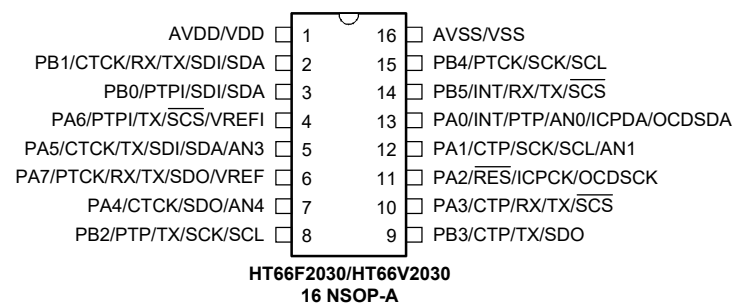 AVDD/VDD 1 16 AVSS/VSS
PB1/CTCK/RX/TX/SDI/SDA 2 15 PB4/PTCK/SCK/SCL
PB0/PTPI/SDI/SDA 3 14 PB5/INT/RX/TX/SCS
PA6/PTPI/TX/SCS/VREFI 4 13 PA0/INT/PTP/AN0/ICPDA/OCDSDA
PA5/CTCK/TX/SDI/SDA/AN3 5 12 PA1/CTP/SCK/SCL/AN1
PA7/PTCK/RX/TX/SDO/VREF 6 11 PA2/RES/ICPCK/OCDSCK
PA4/CTCK/SDO/AN4 7 10 PA3/CTP/RX/TX/SCS
PB2/PTP/TX/SCK/SCL 8 9 PB3/CTP/TX/SDO
HT66F2030/HT66V2030
16 NSOP-A